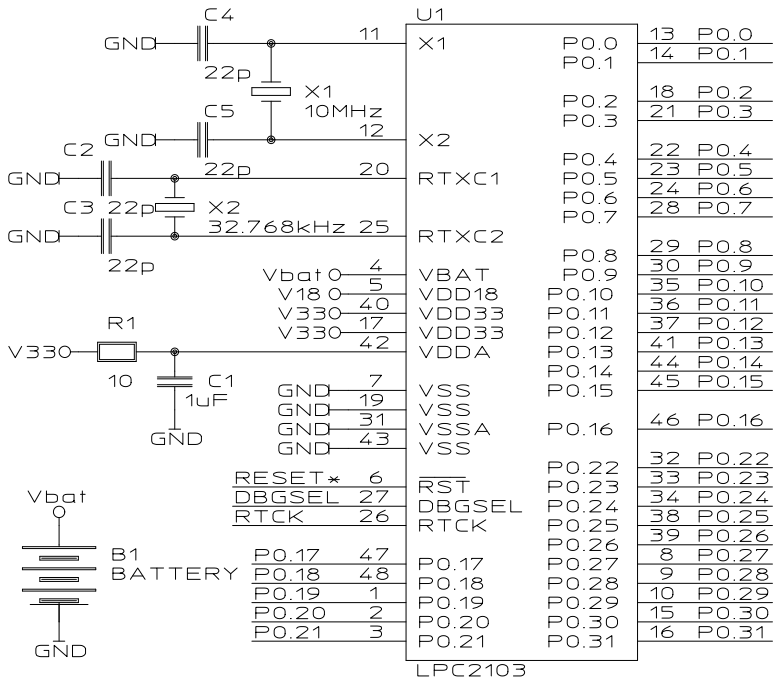 U1
C4
GND 11 X1 P0.0 13 P0.0
22p P0.1 14 P0.1
X1
10MHz P0.2 18 P0.2
C5 P0.3 21 P0.3
GND 12 X2
22p P0.4 22 P0.4
C2
GND 20 RTXC1 P0.5 23 P0.5
22p X2 P0.6 24 P0.6
C3 32.768kHz P0.7 28 P0.7
GND 25 RTXC2
22p P0.8 29 P0.8
Vbat 4 VBAT P0.9 30 P0.9
V18 5 VDD18 P0.10 35 P0.10
V33 40 VDD33 P0.11 36 P0.11
V33 17 VDD33 P0.12 37 P0.12
R1
V33 42 VDDA P0.13 41 P0.13
10 C1 P0.14 44 P0.14
1uF
GND 7 VSS P0.15 45 P0.15
GND 19 VSS
GND 31 VSSA P0.16 46 P0.16
GND
GND 43 VSS
P0.22 32 P0.22
RESET* 6 RST P0.23 33 P0.23
DBGSEL 27 DBGSEL P0.24 34 P0.24
RTCK 26 RTCK P0.25 38 P0.25
Vbat
P0.26 39 P0.26
B1
BATTERY
P0.17 47 P0.17 P0.27 8 P0.27
P0.18 48 P0.18 P0.28 9 P0.28
P0.19 1 P0.19 P0.29 10 P0.29
P0.20 2 P0.20 P0.30 15 P0.30
P0.21 3 P0.21 P0.31 16 P0.31
GND
LPC2103